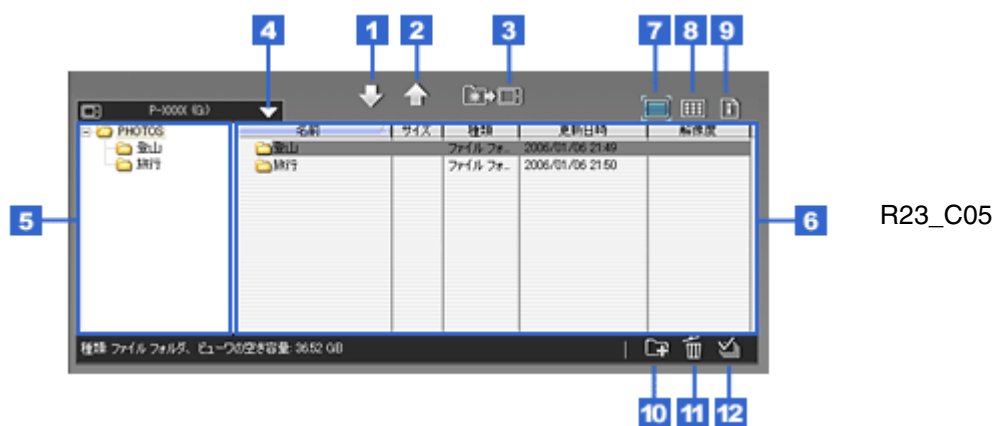 4 1 2 3 7 8 9
P-XXXX (G:)
PHOTOS 名前 サイズ 種類 更新日時 解像度
登山 登山 ファイル フォ... 2006/01/06 21:49
旅行 旅行 ファイル フォ... 2006/01/06 21:50
5 6 R23_C05
種類: ファイル フォルダ、ビューワの空き容量: 36.52 GB
10 11 12